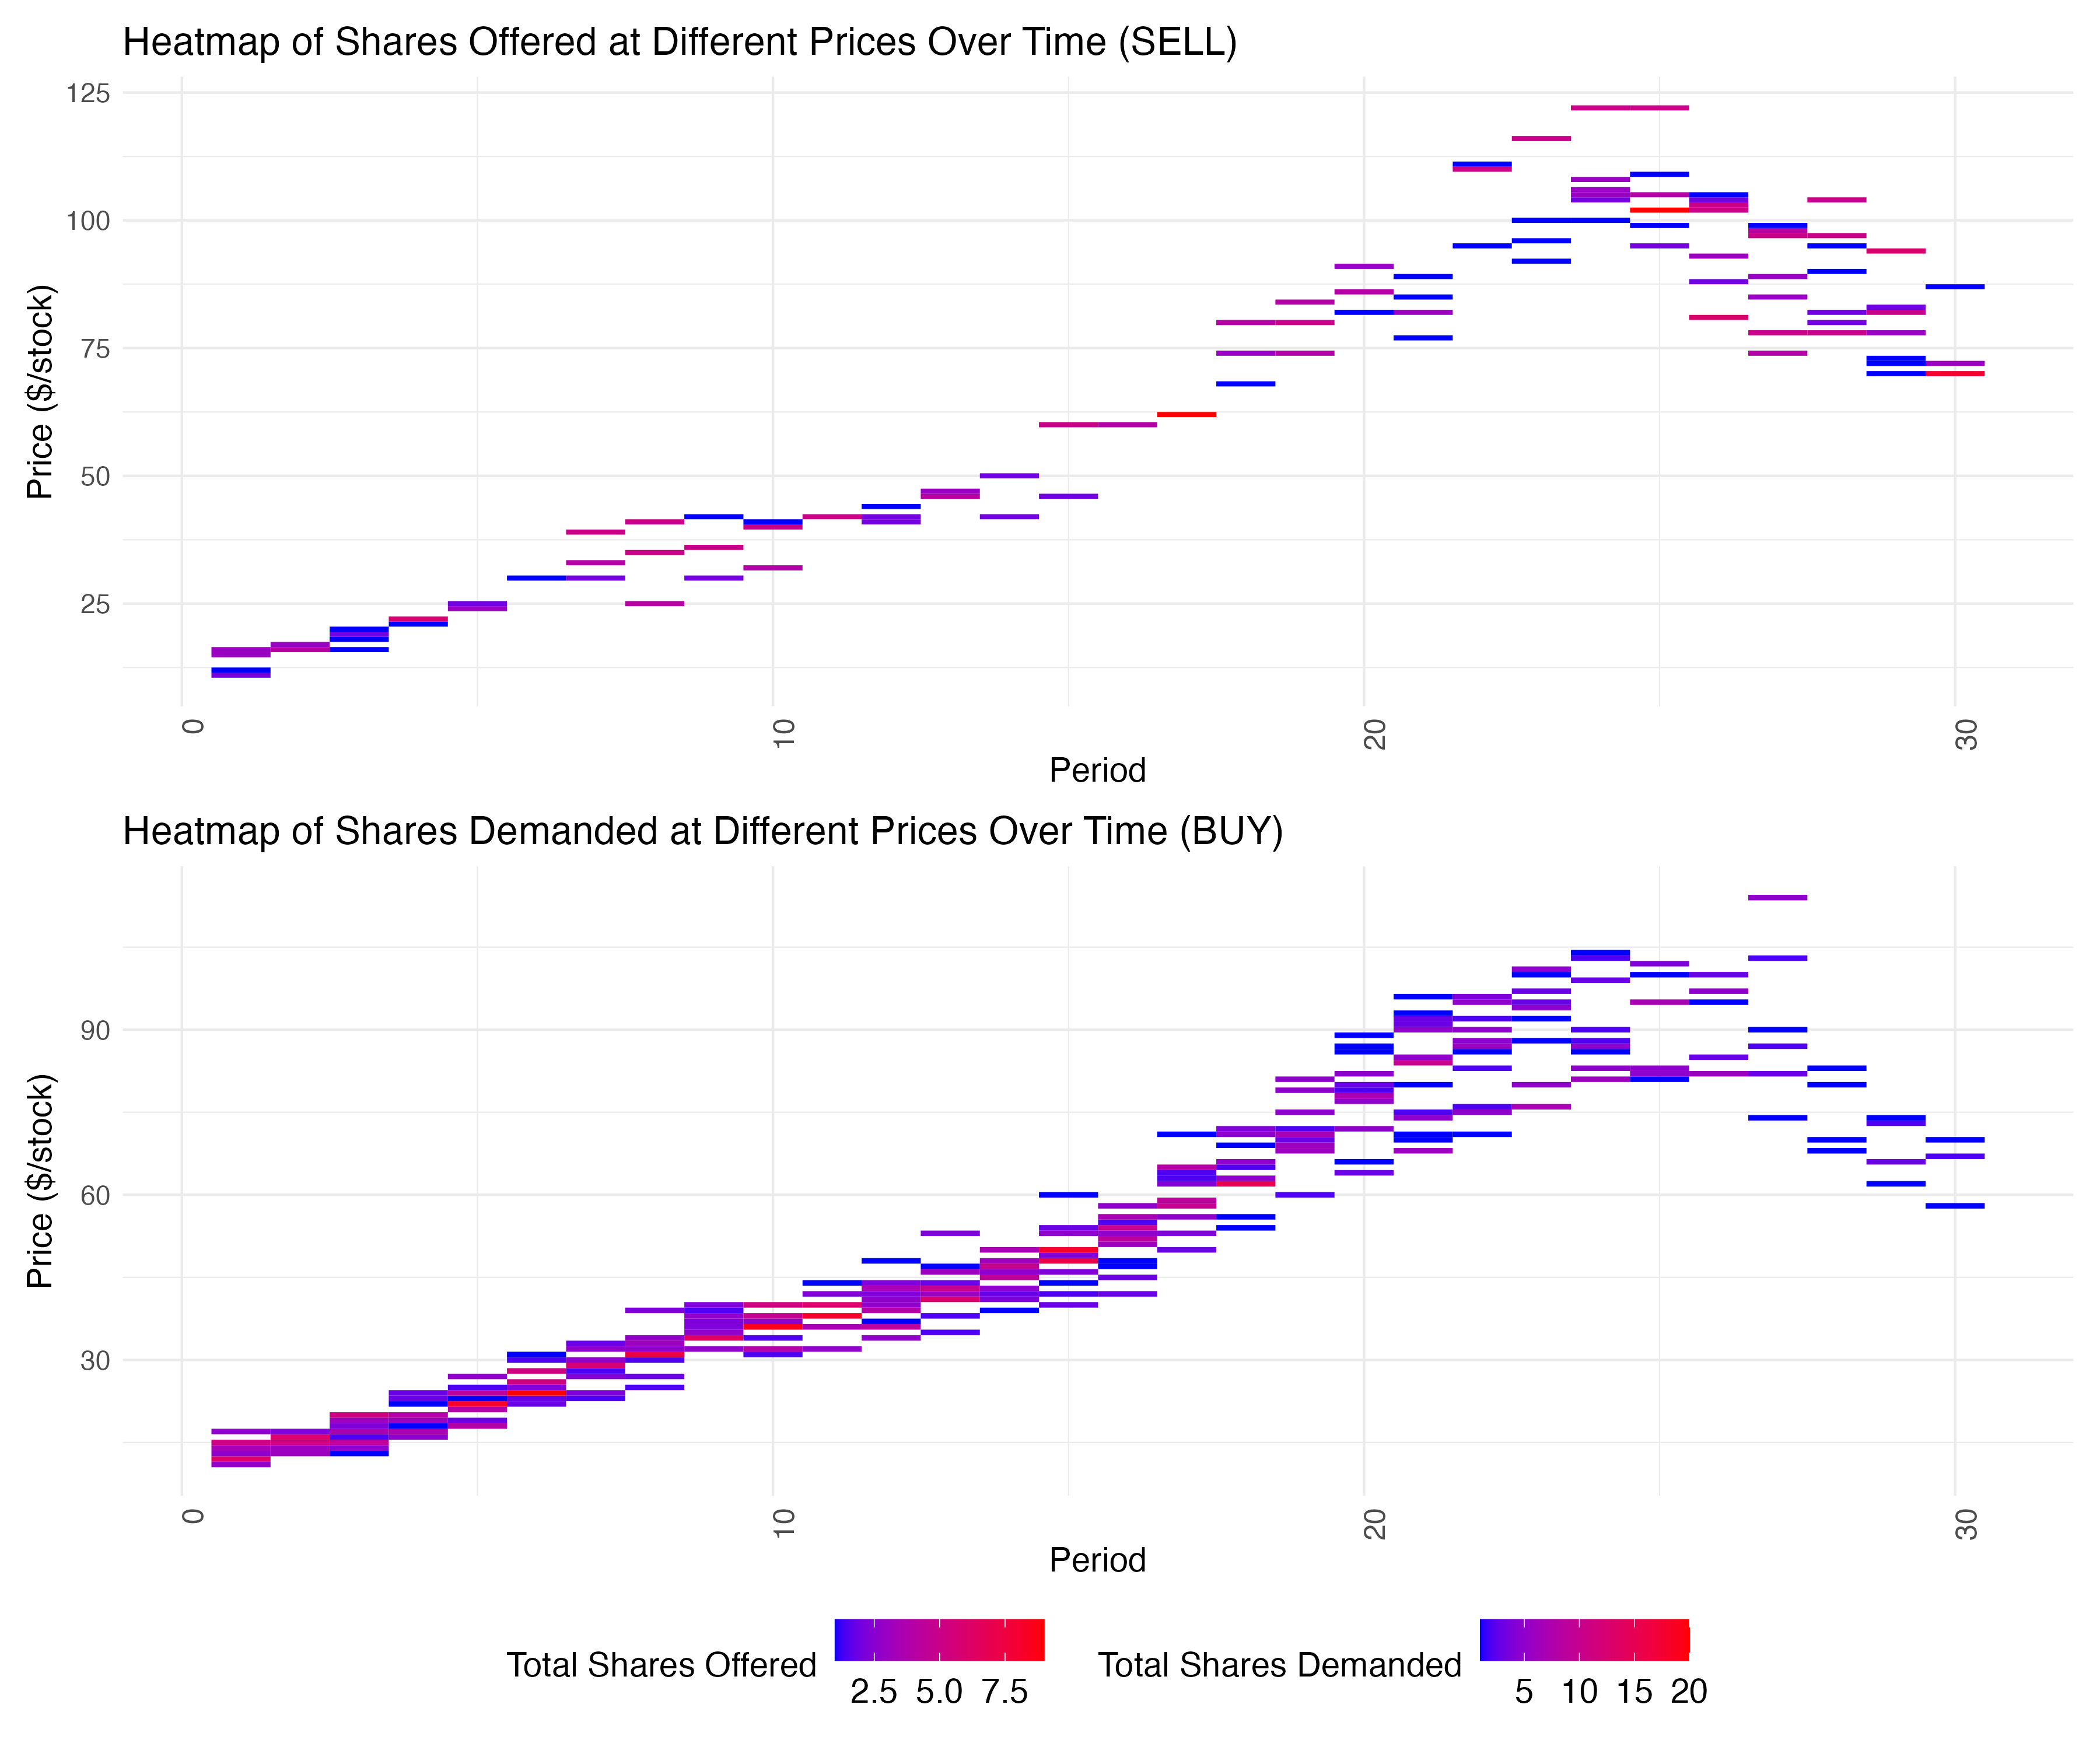 Heatmap of Shares Offered at Different Prices Over Time (SELL)
125
100
75
50
25
Price ($/stock)
0 10 20 30
Period
Heatmap of Shares Demanded at Different Prices Over Time (BUY)
90
60
30
Price ($/stock)
0 10 20 30
Period
Total Shares Offered
2.5 5.0 7.5
Total Shares Demanded
5 10 15 20